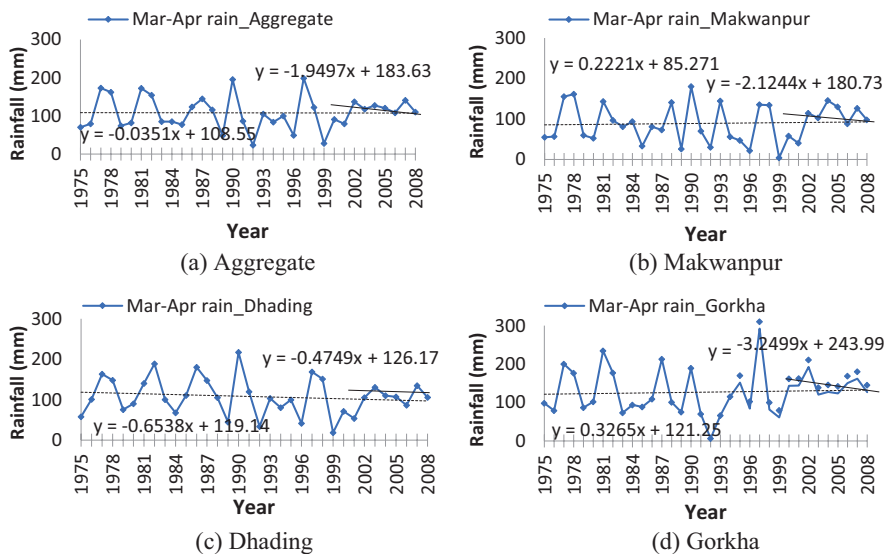 Mar-Apr rain_Aggregate
Rainfall (mm)
300
200
100
0
y = -1.9497x + 183.63
y = -0.0351x + 108.55
1975
1978
1981
1984
1987
1990
1993
1996
1999
2002
2005
2008
Year
(a) Aggregate
Mar-Apr rain_Makwanpur
Rainfall (mm)
300
200
100
0
y = 0.2221x + 85.271
y = -2.1244x + 180.73
1975
1978
1981
1984
1987
1990
1993
1996
1999
2002
2005
2008
Year
(b) Makwanpur
Mar-Apr rain_Dhading
Rainfall (mm)
300
200
100
0
y = -0.4749x + 126.17
y = -0.6538x + 119.14
1975
1978
1981
1984
1987
1990
1993
1996
1999
2002
2005
2008
Year
(c) Dhading
Mar-Apr rain_Gorkha
Rainfall (mm)
300
200
100
0
y = -3.2499x + 243.99
y = 0.3265x + 121.25
1975
1978
1981
1984
1987
1990
1993
1996
1999
2002
2005
2008
Year
(d) Gorkha